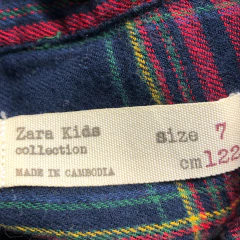 Zara Kids
collection
MADE IN CAMBODIA
size 7
cm 122